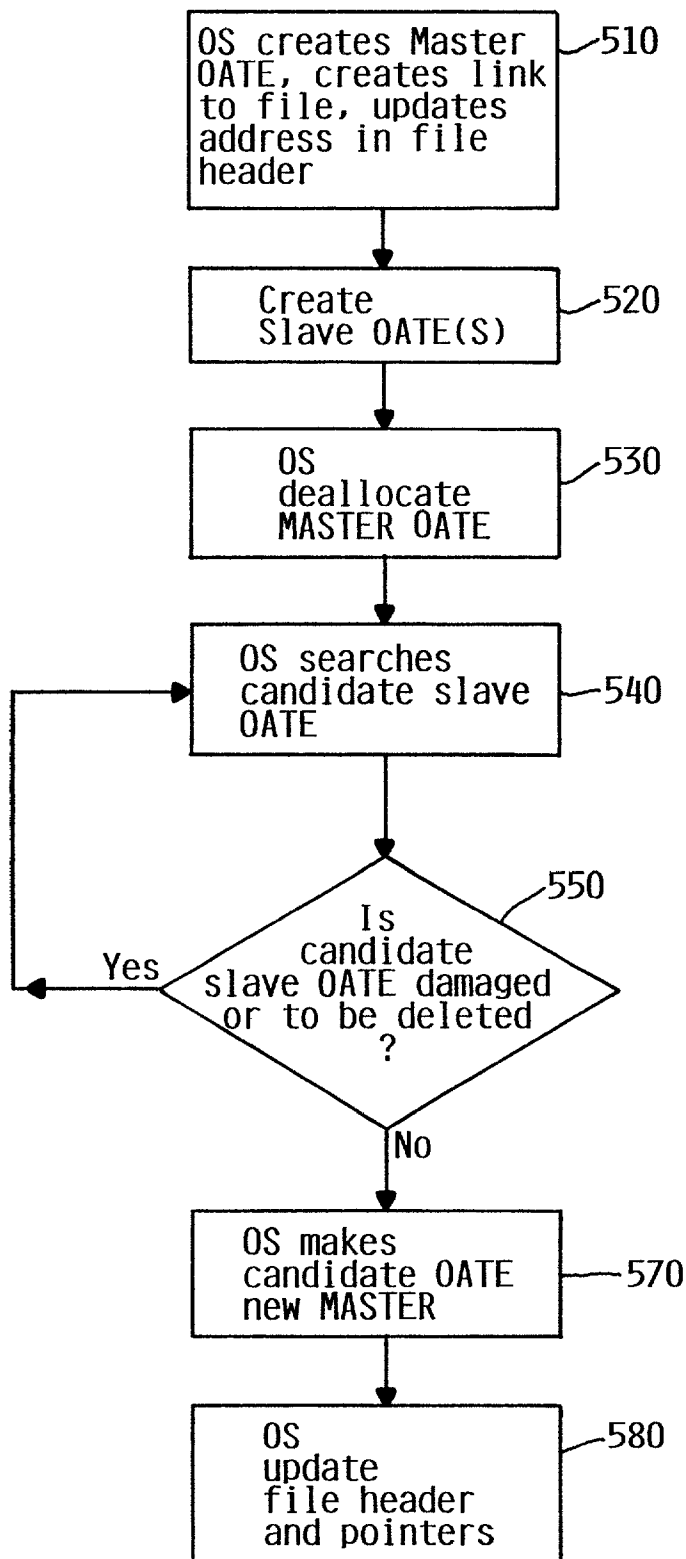 OS creates Master
OATE, creates link
to file, updates
address in file
header
510
Create
Slave OATE(S)
520
OS
deallocate
MASTER OATE
530
OS searches
candidate slave
OATE
540
Is
candidate
slave OATE damaged
or to be deleted
?
550
Yes
No
OS makes
candidate OATE
new MASTER
570
OS
update
file header
and pointers
580